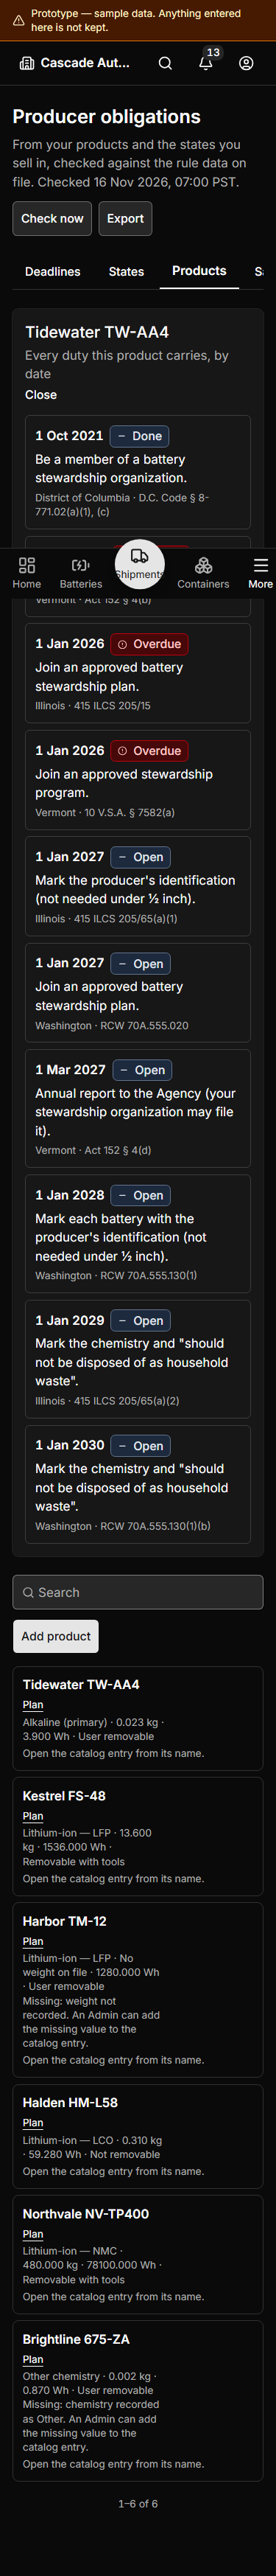 Prototype — sample data. Anything entered
here is not kept.
Cascade Aut...
13
Producer obligations
From your products and the states you
sell in, checked against the rule data on
file. Checked 16 Nov 2026, 07:00 PST.
Check now
Export
Deadlines
States
Products
Tidewater TW-AA4
Every duty this product carries, by
date
Close
1 Oct 2021
Done
Be a member of a battery
stewardship organization.
District of Columbia · D.C. Code § 8-
771.02(a)(1), (c)
Home
Batteries
Shipments
Containers
More
Vermont · Act 152 § 4(b)
1 Jan 2026
Overdue
Join an approved battery
stewardship plan.
Illinois · 415 ILCS 205/15
1 Jan 2026
Overdue
Join an approved stewardship
program.
Vermont · 10 V.S.A. § 7582(a)
1 Jan 2027
Open
Mark the producer's identification
(not needed under ½ inch).
Illinois · 415 ILCS 205/65(a)(1)
1 Jan 2027
Open
Join an approved battery
stewardship plan.
Washington · RCW 70A.555.020
1 Mar 2027
Open
Annual report to the Agency (your
stewardship organization may file
it).
Vermont · Act 152 § 4(d)
1 Jan 2028
Open
Mark each battery with the
producer's identification (not
needed under ½ inch).
Washington · RCW 70A.555.130(1)
1 Jan 2029
Open
Mark the chemistry and "should
not be disposed of as household
waste".
Illinois · 415 ILCS 205/65(a)(2)
1 Jan 2030
Open
Mark the chemistry and "should
not be disposed of as household
waste".
Washington · RCW 70A.555.130(1)(b)
Search
Add product
Tidewater TW-AA4
Plan
Alkaline (primary) · 0.023 kg ·
3.900 Wh · User removable
Open the catalog entry from its name.
Kestrel FS-48
Plan
Lithium-ion — LFP · 13.600
kg · 1536.000 Wh ·
Removable with tools
Open the catalog entry from its name.
Harbor TM-12
Plan
Lithium-ion — LFP · No
weight on file · 1280.000 Wh
· User removable
Missing: weight not
recorded. An Admin can add
the missing value to the
catalog entry.
Open the catalog entry from its name.
Halden HM-L58
Plan
Lithium-ion — LCO · 0.310 kg
· 59.280 Wh · Not removable
Open the catalog entry from its name.
Northvale NV-TP400
Plan
Lithium-ion — NMC ·
480.000 kg · 78100.000 Wh ·
Removable with tools
Open the catalog entry from its name.
Brightline 675-ZA
Plan
Other chemistry · 0.002 kg ·
0.870 Wh · User removable
Missing: chemistry recorded
as Other. An Admin can add
the missing value to the
catalog entry.
Open the catalog entry from its name.
1–6 of 6